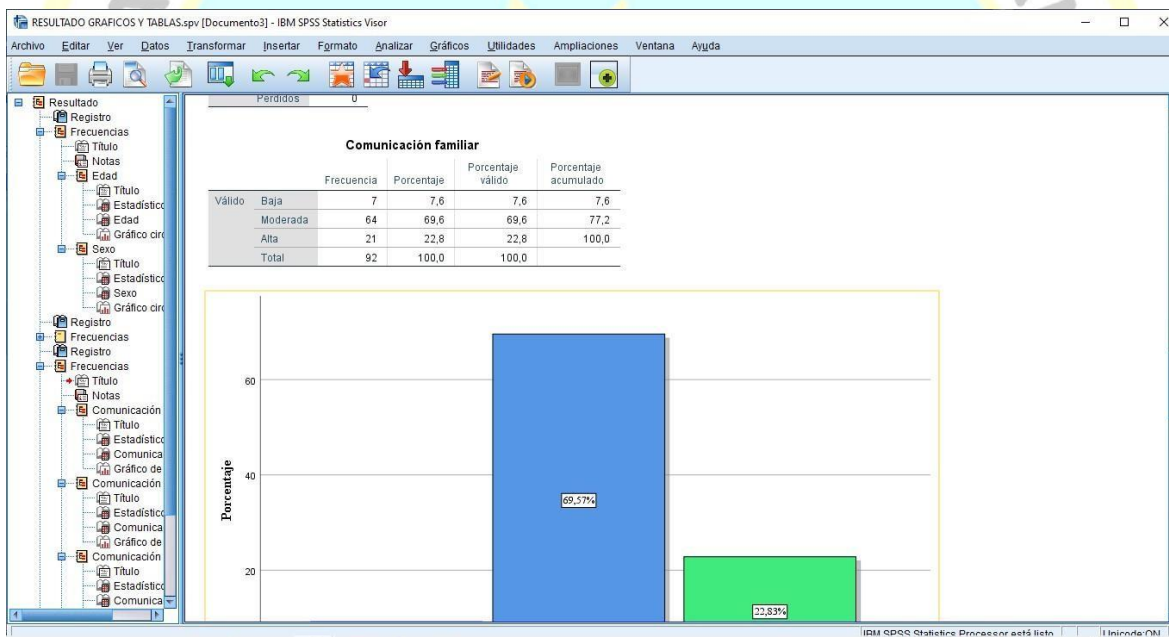 RESULTADO GRAFICOS Y TABLAS.spv [Documento3] - IBM SPSS Statistics Visor
Archivo Editar Ver Datos Transformar Insertar Formato Analizar Gráficos Utilidades Ampliaciones Ventana Ayuda
Resultado
Registro
Frecuencias
Título
Notas
Edad
Título
Estadístic
Edad
Gráfico circ
Sexo
Título
Estadístic
Sexo
Gráfico circ
Registro
Frecuencias
Registro
Frecuencias
Título
Notas
Comunicación
Título
Estadístic
Comunica
Gráfico de
Comunicación
Título
Estadístic
Comunica
Gráfico de
Comunicación
Título
Estadístic
Comunica
Perdidos 0
Comunicación familiar
Frecuencia Porcentaje Porcentaje válido Porcentaje acumulado
Válido Baja 7 7,6 7,6 7,6
Moderada 64 69,6 69,6 77,2
Alta 21 22,8 22,8 100,0
Total 92 100,0 100,0
Porcentaje
60
40
20
69,57%
22,83%
IBM SPSS Statistics Processor está listo Unicode:ON